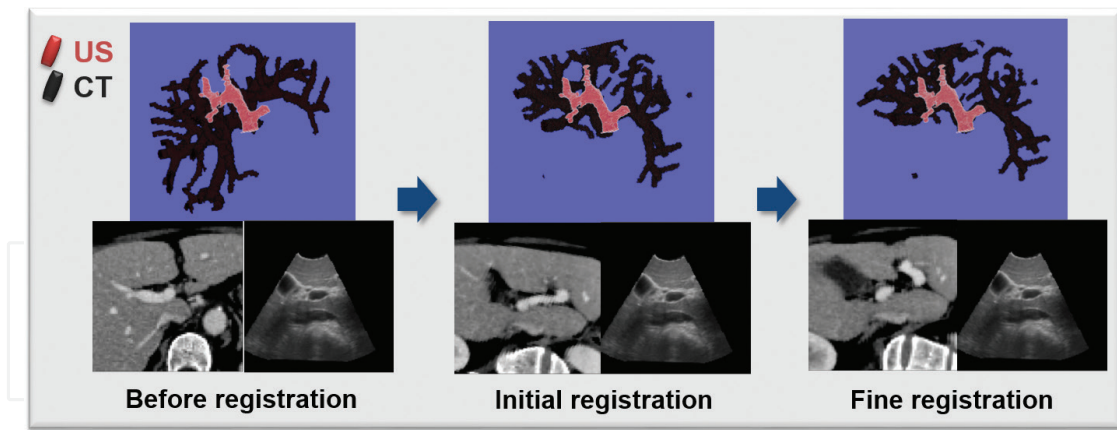 US
CT
Before registration
Initial registration
Fine registration